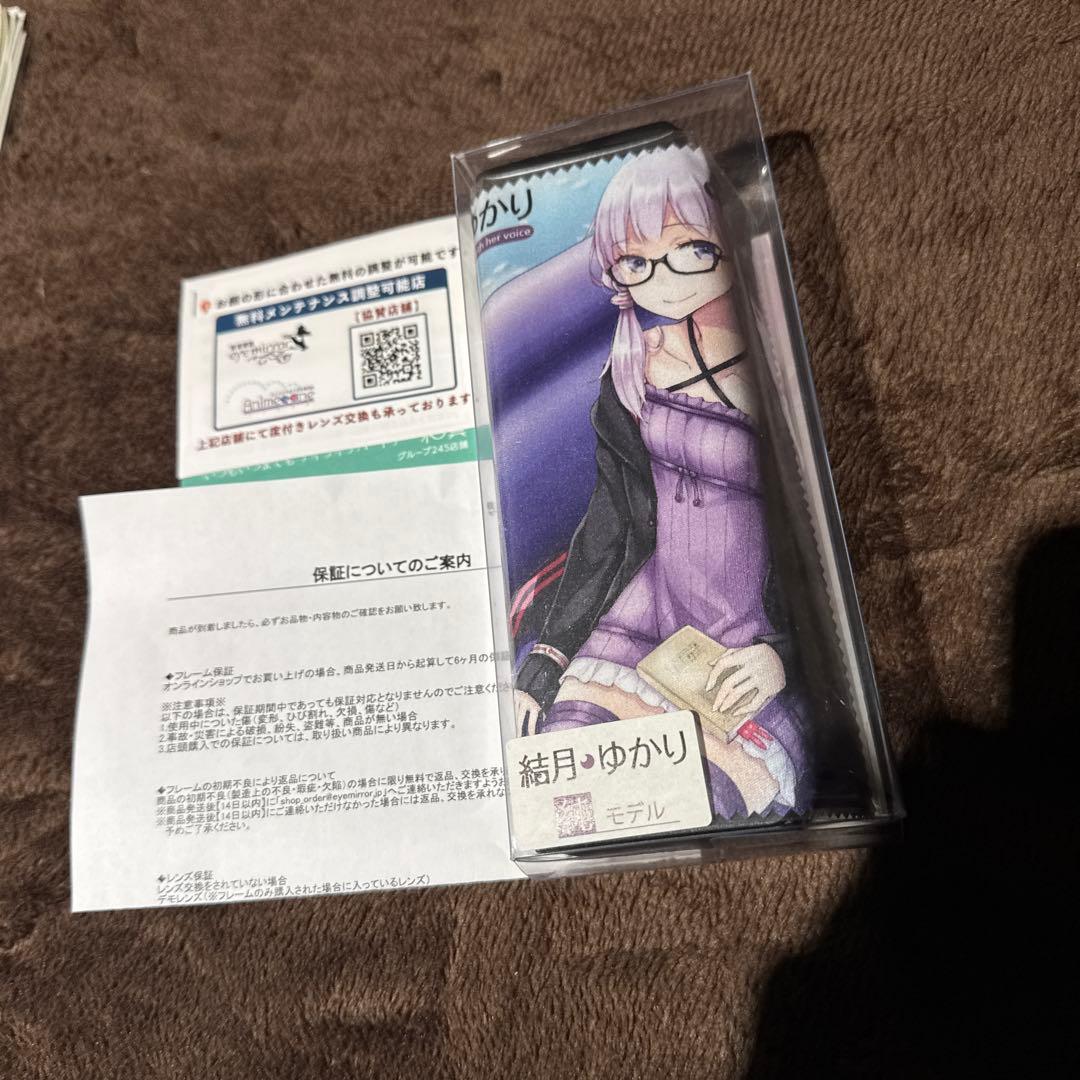 お顔の形に合わせた無料の調整が可能です
無料メンテナンス調整可能店
【協賛店舗】
eyemirror
Anime
上記店舗にて度付きレンズ交換も承っております
グループ245店舗
保証についてのご案内
商品が到着しましたら、必ずお品物・内容物のご確認をお願い致します。
◆フレーム保証
オンラインショップでお買い上げの場合、商品発送日から起算して6ヶ月の保
※注意事項※
以下の場合は、保証期間中であっても保証対応となりませんのでご注意くださ
1.使用中についた傷(変形、ひび割れ、欠損、傷など)
2.事故・災害による破損、紛失、盗難等、商品が無い場合
3.店頭購入での保証については、取り扱い商品により異なります。
◆フレームの初期不良により返品について
商品の初期不良(製造上の不良・瑕疵・欠陥)の場合に限り無料で返品、交換を承り
※商品発送後【14日以内】に「shop_order@eyemirror.jp」へご連絡いただきますようお
※商品発送後【14日以内】にご連絡いただけなかった場合には返品、交換を承れな
予めご了承ください。
◆レンズ保証
レンズ交換をされていない場合
デモレンズ(※フレームのみ購入された場合に入っているレンズ)
ゆかり
her voice
結月ゆかり
モデル